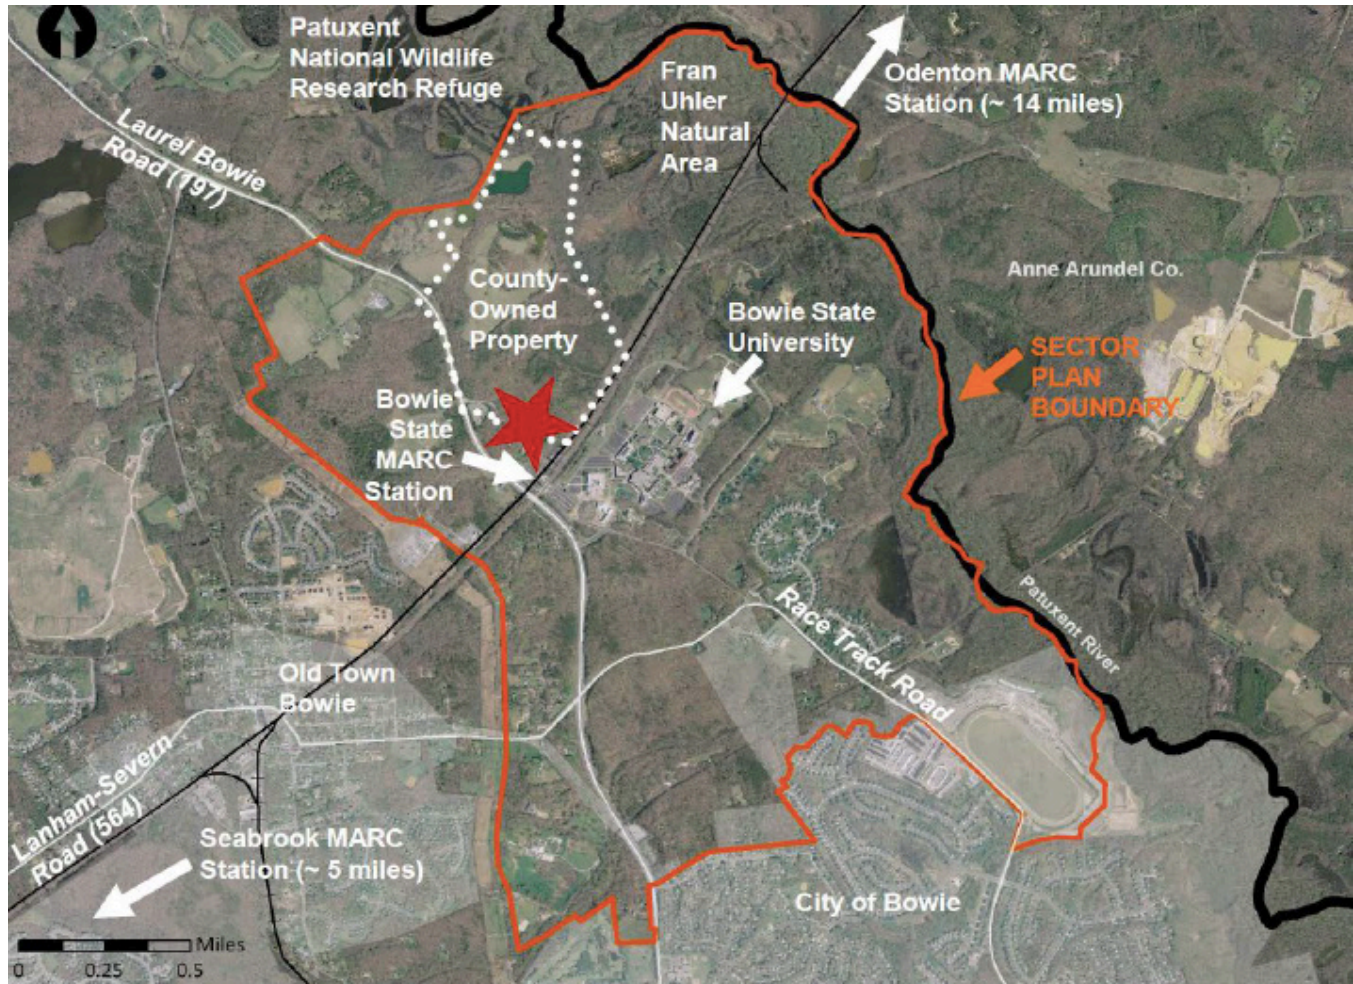 Patuxent
National Wildlife
Research Refuge
Fran
Uhler
Natural
Area
Odenton MARC
Station (~ 14 miles)
Laurel Bowie
Road (197)
County-
Owned
Property
Anne Arundel Co.
Bowie State
University
SECTOR
PLAN
BOUNDARY
Bowie
State
MARC
Station
Race Track Road
Patuxent River
Old Town
Bowie
Lanham-Severn
Road (564)
Seabrook MARC
Station (~ 5 miles)
City of Bowie
Miles
0 0.25 0.5